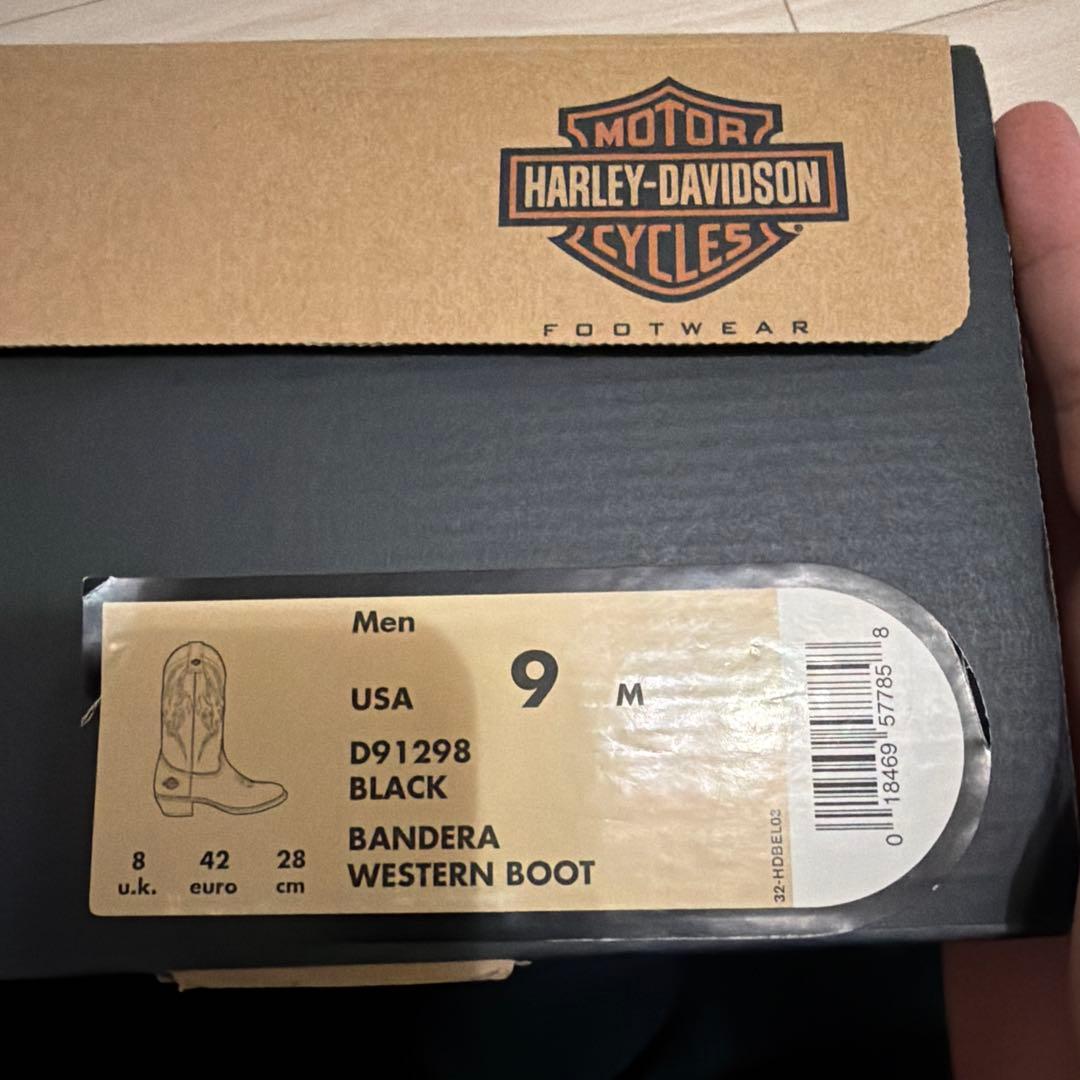 MOTOR
HARLEY-DAVIDSON
CYCLES
FOOTWEAR
Men
USA 9 M
D91298
BLACK
BANDERA
WESTERN BOOT
8 42 28
u.k. euro cm
32-HDBEL03
0 18469 57785 8